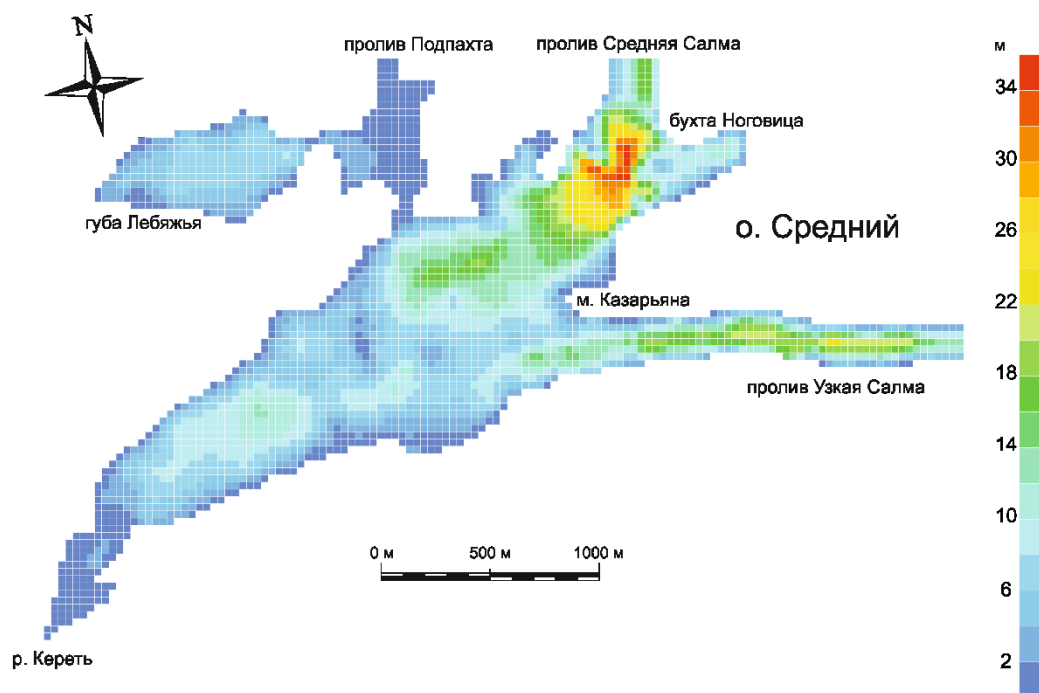 N
пролив Подпахта
пролив Средняя Салма
м
34
бухта Ноговица
30
губа Лебяжья
о. Средний
26
м. Казарьяна
22
18
пролив Узкая Салма
14
10
0 м 500 м 1000 м
6
р. Кереть
2